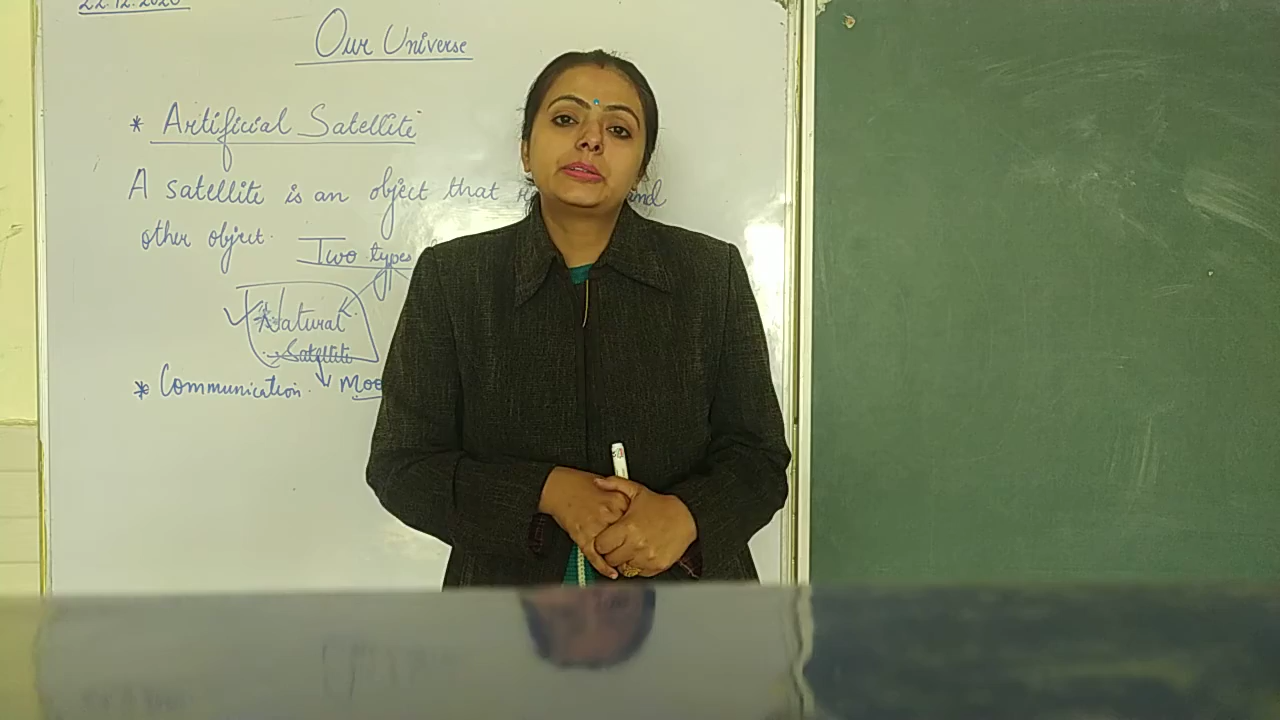 22.12.2020
Our Universe
* Artificial Satellite
A satellite is an object that
other object.
Two types
Natural
Satellite
* Communication.